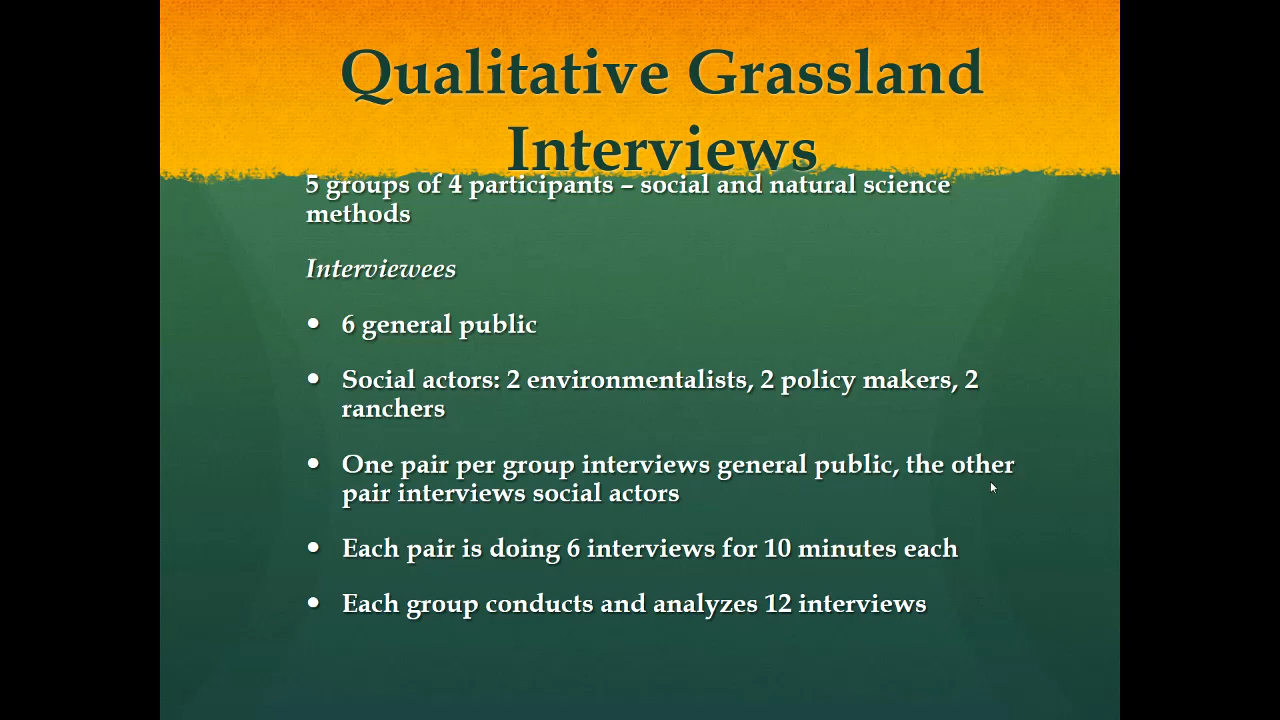 Qualitative Grassland
Interviews
5 groups of 4 participants – social and natural science
methods
Interviewees
• 6 general public
• Social actors: 2 environmentalists, 2 policy makers, 2
ranchers
• One pair per group interviews general public, the other
pair interviews social actors
• Each pair is doing 6 interviews for 10 minutes each
• Each group conducts and analyzes 12 interviews